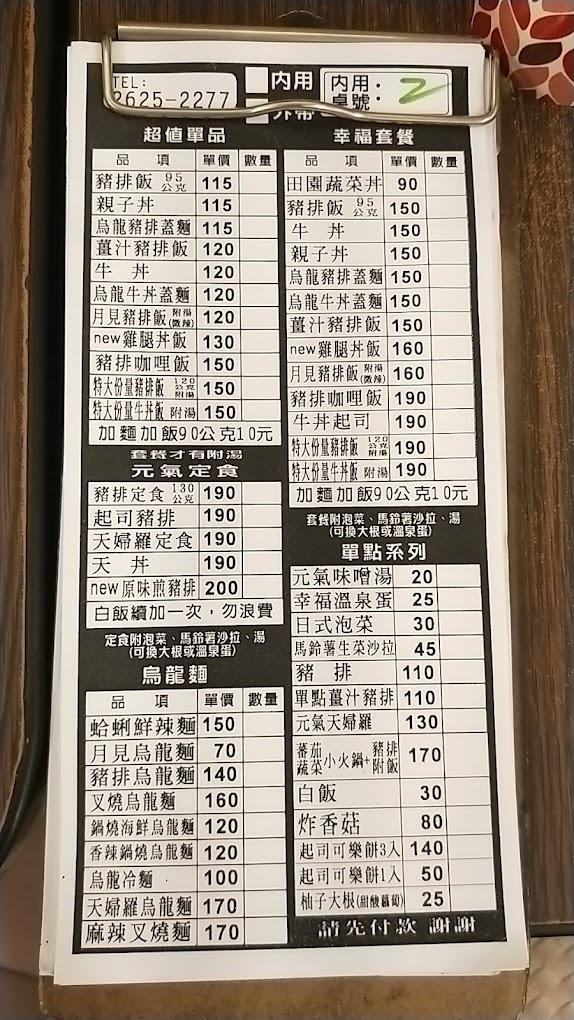 TEL:
2625-2277
內用
外帶
內用:
桌號: 2
超值單品
品項 單價 數量
豬排飯 95公克 115
親子丼 115
烏龍豬排蓋麵 115
薑汁豬排飯 120
牛 丼 120
烏龍牛丼蓋麵 120
月見豬排飯 附湯(微辣) 120
new雞腿丼飯 130
豬排咖哩飯 150
特大份量豬排飯 120公克 附湯 150
特大份量牛丼飯 附湯 150
加麵加飯90公克10元
套餐才有附湯
元氣定食
豬排定食 130公克 190
起司豬排 190
天婦羅定食 190
天 丼 190
new原味煎豬排 200
白飯續加一次,勿浪費
定食附泡菜、馬鈴薯沙拉、湯
(可換大根或溫泉蛋)
烏龍麵
品項 單價 數量
蛤蜊鮮辣麵 150
月見烏龍麵 70
豬排烏龍麵 140
叉燒烏龍麵 160
鍋燒海鮮烏龍麵 120
香辣鍋燒烏龍麵 120
烏龍冷麵 100
天婦羅烏龍麵 170
麻辣叉燒麵 170
幸福套餐
品項 單價 數量
田園蔬菜丼 90
豬排飯 95公克 150
牛 丼 150
親子丼 150
烏龍豬排蓋麵 150
烏龍牛丼蓋麵 150
薑汁豬排飯 150
new雞腿丼飯 160
月見豬排飯 附湯(微辣) 160
豬排咖哩飯 190
牛丼起司 190
特大份量豬排飯 120公克 附湯 190
特大份量牛丼飯 附湯 190
加麵加飯90公克10元
套餐附泡菜、馬鈴薯沙拉、湯
(可換大根或溫泉蛋)
單點系列
元氣味噌湯 20
幸福溫泉蛋 25
日式泡菜 30
馬鈴薯生菜沙拉 45
豬 排 110
單點薑汁豬排 110
元氣天婦羅 130
蕃茄蔬菜小火鍋+豬排附飯 170
白飯 30
炸香菇 80
起司可樂餅3入 140
起司可樂餅1入 50
柚子大根(甜酸蘿蔔) 25
請先付款 謝謝